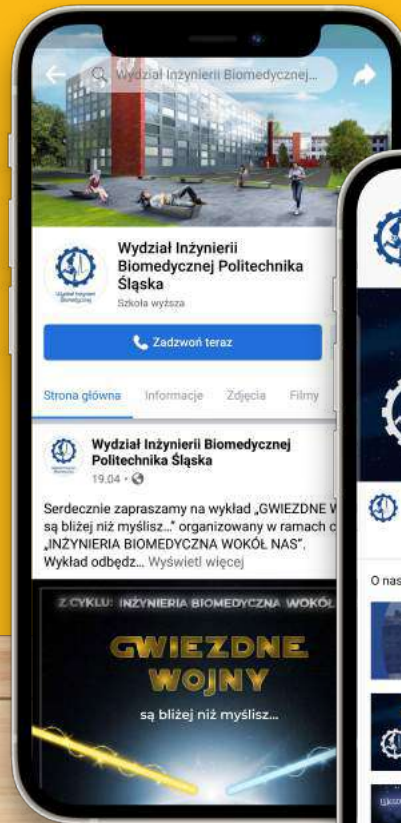 Wydział Inżynierii Biomedycznej...
Wydział Inżynierii
Biomedycznej Politechnika
Śląska
Szkoła wyższa
Zadzwoń teraz
Strona główna Informacje Zdjęcia Filmy
Wydział Inżynierii Biomedycznej
Politechnika Śląska
19.04
Serdecznie zapraszamy na wykład „GWIEZDNE W
są bliżej niż myślisz...” organizowany w ramach c
„INŻYNIERIA BIOMEDYCZNA WOKÓŁ NAS”.
Wykład odbędz... Wyświetl więcej
Z CYKLU: INŻYNIERIA BIOMEDYCZNA WOKÓŁ
GWIEZDNE
WOJNY
są bliżej niż myślisz...
O nas